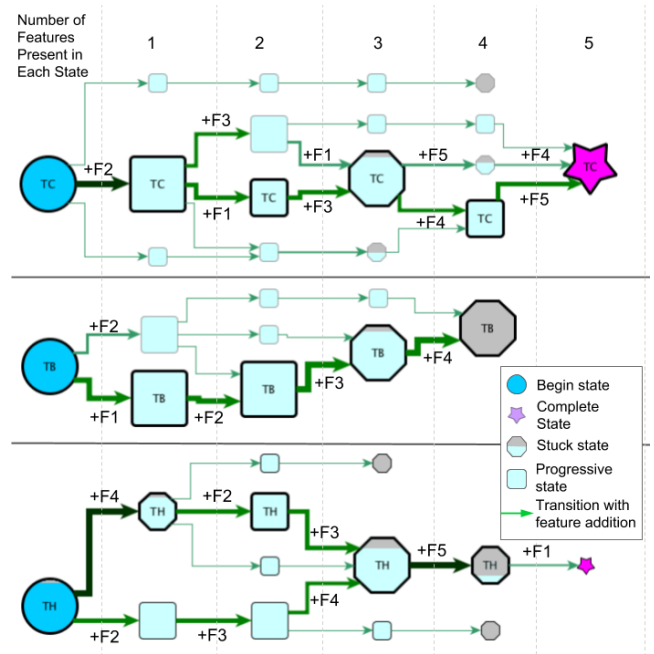 Number of
Features
Present in
Each State
1
2
3
4
5
+F3
+F2
+F1
+F5
+F4
TC
TC
TC
TC
+F1
+F3
+F4
+F5
TC
TC
+F2
TB
TB
TB
TB
TB
+F1
+F2
+F3
+F4
Begin state
Complete
State
Stuck state
Progressive
state
Transition with
feature addition
+F4
+F2
TH
TH
+F3
+F5
+F1
TH
TH
TH
+F4
TH
+F2
+F3